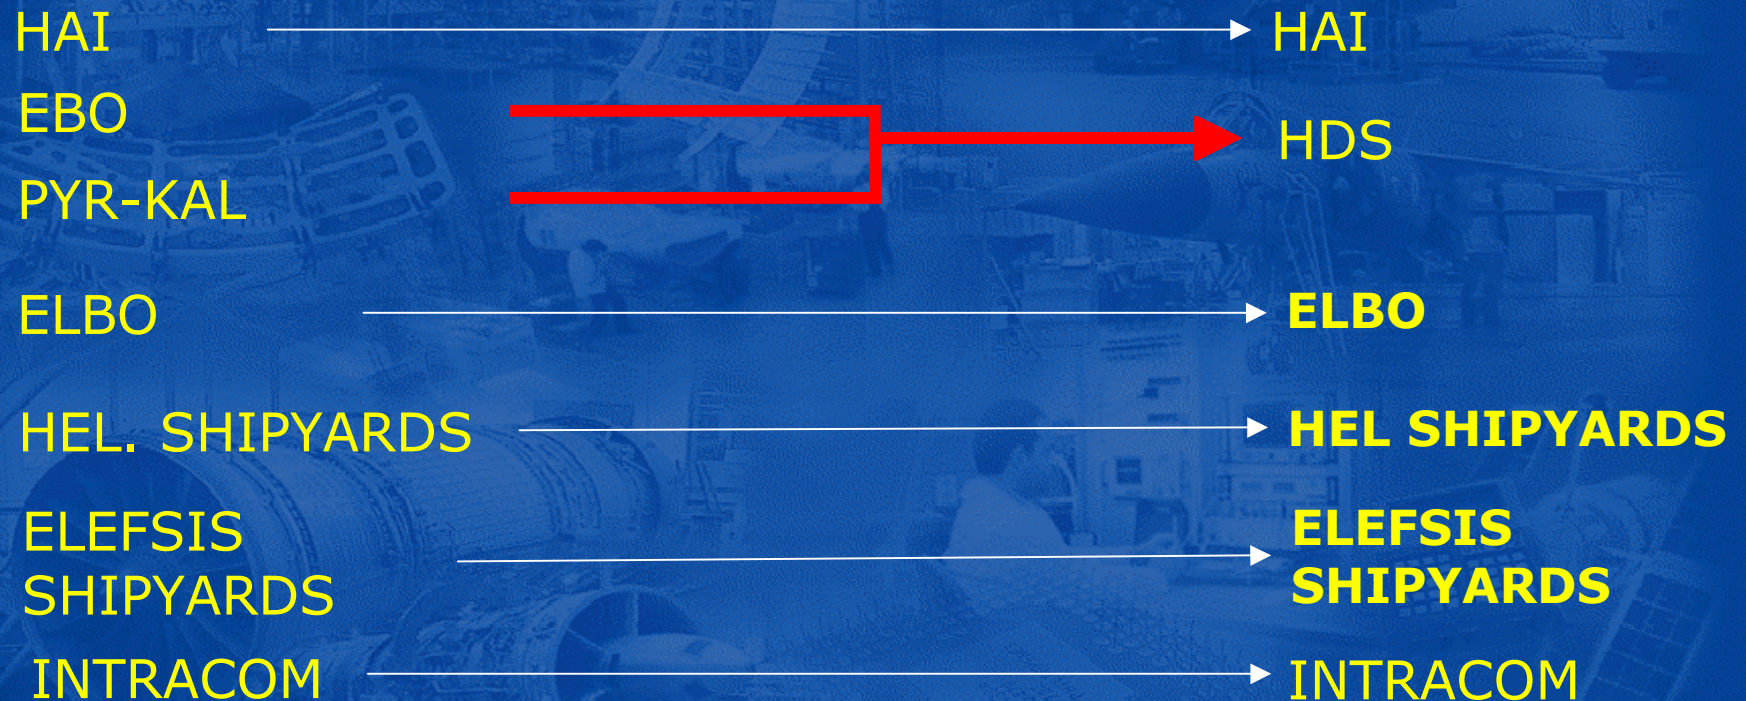 HAI
HAI
EBO
HDS
PYR-KAL
ELBO
ELBO
HEL. SHIPYARDS
HEL SHIPYARDS
ELEFSIS
SHIPYARDS
ELEFSIS
SHIPYARDS
INTRACOM
INTRACOM